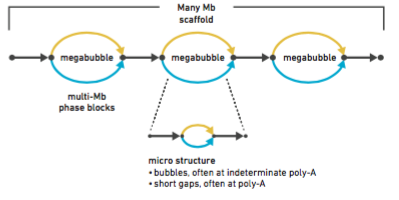 Many Mb
scaffold
megabubble
megabubble
megabubble
multi-Mb
phase blocks
micro structure
• bubbles, often at indeterminate poly-A
• short gaps, often at poly-A